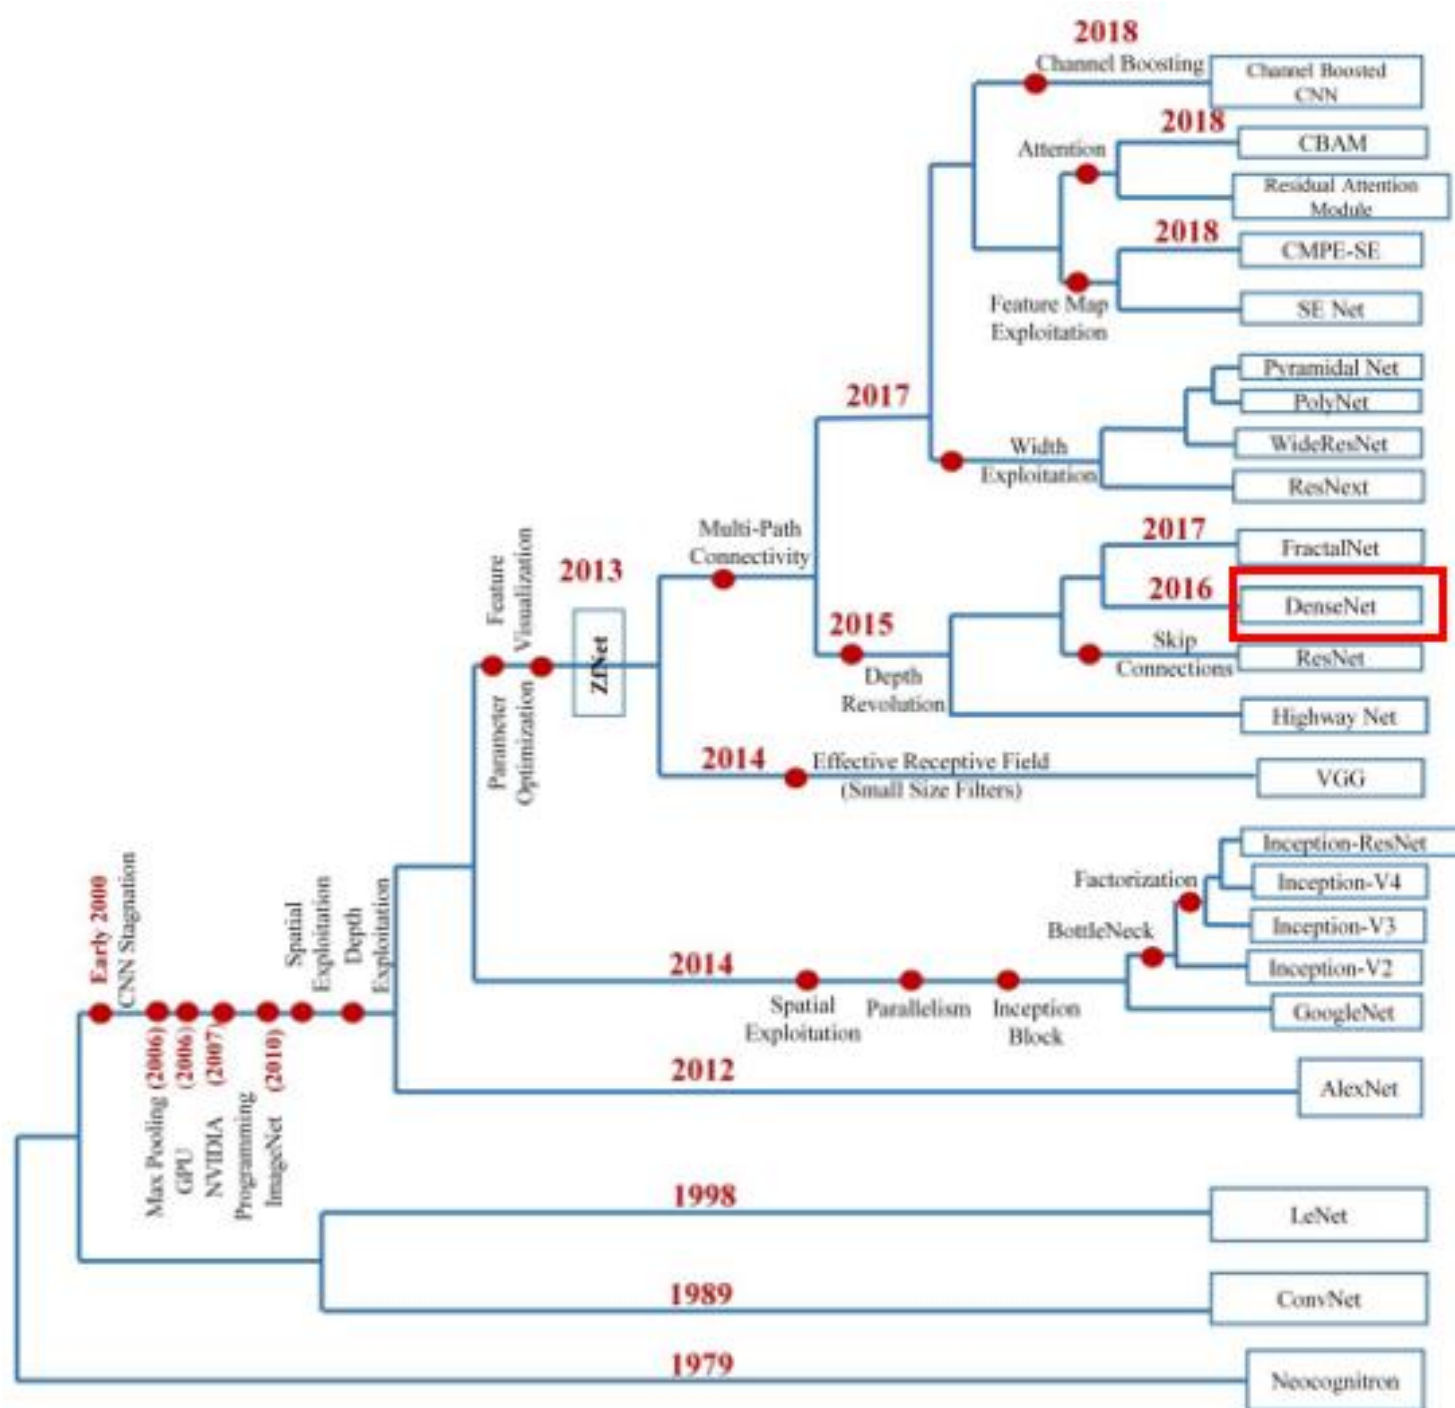 2018
Channel Boosting
Channel Boosted
CNN
2018
Attention
CBAM
Residual Attention
Module
2018
CMPE-SE
Feature Map
Exploitation
SE Net
Pyramidal Net
PolyNet
2017
Width
Exploitation
WideResNet
ResNext
Multi-Path
Connectivity
2017
FractalNet
2016
DenseNet
2015
Depth
Revolution
Skip
Connections
ResNet
Highway Net
Feature
Visualization
Parameter
Optimization
2013
ZfNet
2014
Effective Receptive Field
(Small Size Filters)
VGG
Inception-ResNet
Factorization
Inception-V4
BottleNeck
Inception-V3
Inception-V2
2014
Spatial
Exploitation
Parallelism
Inception
Block
GoogleNet
Early 2000
CNN Stagnation
Spatial
Exploitation
Depth
Exploitation
Max Pooling (2006)
GPU (2006)
NVIDIA (2007)
Programming
ImageNet (2010)
2012
AlexNet
1998
LeNet
1989
ConvNet
1979
Neocognitron